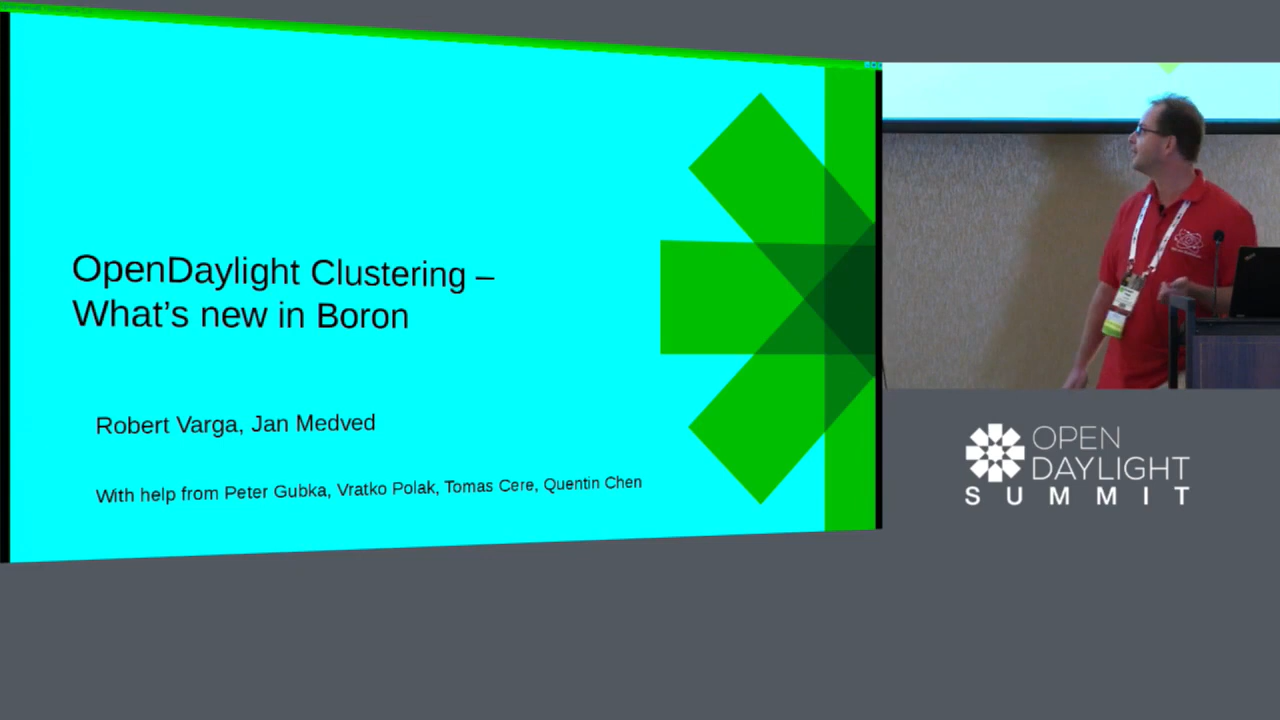 OpenDaylight Clustering –
What’s new in Boron
Robert Varga, Jan Medved
With help from Peter Gubka, Vratko Polak, Tomas Cere, Quentin Chen
OPEN
DAYLIGHT
SUMMIT